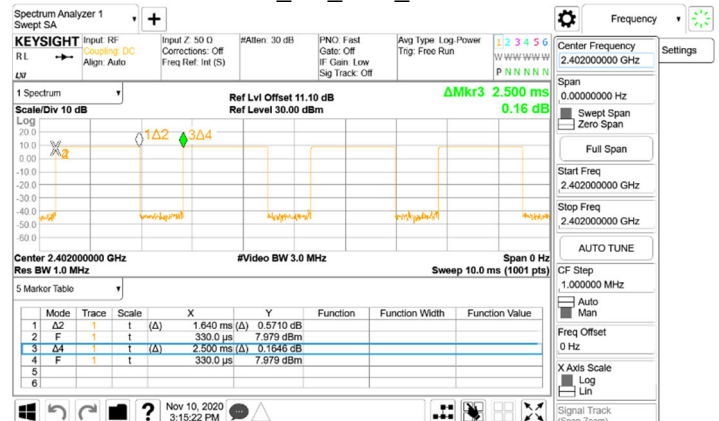 Spectrum Analyzer 1
Swept SA
+
Frequency
KEYSIGHT
RL
LXI
Input: RF
Coupling: DC
Align: Auto
Input Z: 50 Ω
Corrections: Off
Freq Ref: Int (S)
#Atten: 30 dB
PNO: Fast
Gate: Off
IF Gain: Low
Sig Track: Off
Avg Type: Log-Power
Trig: Free Run
1 2 3 4 5 6
W W W W W W
P N N N N N
Center Frequency
2.402000000 GHz
Settings
1 Spectrum
Ref Lvl Offset 11.10 dB
ΔMkr3 2.500 ms
Scale/Div 10 dB
Ref Level 30.00 dBm
0.16 dB
Span
0.00000000 Hz
Swept Span
Zero Span
Full Span
Start Freq
2.402000000 GHz
Stop Freq
2.402000000 GHz
AUTO TUNE
CF Step
1.000000 MHz
Auto
Man
Freq Offset
0 Hz
X Axis Scale
Log
Lin
Signal Track
(Span Zoom)
Log
20.0
10.0
0.00
-10.0
-20.0
-30.0
-40.0
-50.0
-60.0
1Δ2
3Δ4
Center 2.402000000 GHz
#Video BW 3.0 MHz
Span 0 Hz
Res BW 1.0 MHz
Sweep 10.0 ms (1001 pts)
5 Marker Table
Mode Trace Scale X Y Function Function Width Function Value
1 Δ2 1 t (Δ) 1.640 ms (Δ) 0.5710 dB
2 F 1 t 330.0 µs 7.979 dBm
3 Δ4 1 t (Δ) 2.500 ms (Δ) 0.1646 dB
4 F 1 t 330.0 µs 7.979 dBm
5
6
?
Nov 10, 2020
3:15:22 PM